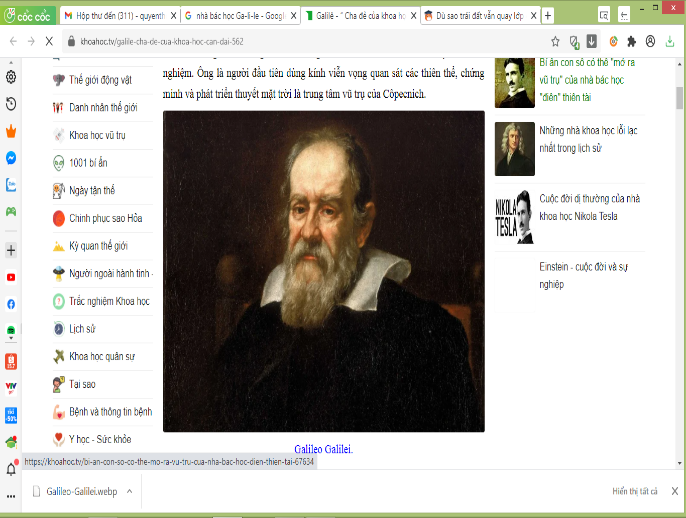 cốc cốc
Hộp thư đến (311) - quyenth
nhà bác học Ga-li-le - Google
Galilê - " Cha đẻ của khoa họ
Dù sao trái đất vẫn quay lớp
khoahoc.tv/galile-cha-de-cua-khoa-hoc-can-dai-562
nghiệm. Ông là người đầu tiên dùng kính viễn vọng quan sát các thiên thể, chứng
minh và phát triển thuyết mặt trời là trung tâm vũ trụ của Côpecnich.
Thế giới động vật
Danh nhân thế giới
Khoa học vũ trụ
1001 bí ẩn
Ngày tận thế
Chinh phục sao Hỏa
Kỳ quan thế giới
Người ngoài hành tinh -
Trắc nghiệm Khoa học
Lịch sử
Khoa học quân sự
Tại sao
Bệnh và thông tin bệnh
Y học - Sức khỏe
Galileo Galilei.
Bí ẩn con số có thể "mở ra
vũ trụ" của nhà bác học
"điên" thiên tài
Những nhà khoa học lỗi lạc
nhất trong lịch sử
NIKOLA
TESLA
Cuộc đời dị thường của nhà
khoa học Nikola Tesla
Einstein - cuộc đời và sự
nghiệp
https://khoahoc.tv/bi-an-con-so-co-the-mo-ra-vu-tru-cua-nha-bac-hoc-dien-thien-tai-67634
Galileo-Galilei.webp
Hiển thị tất cả